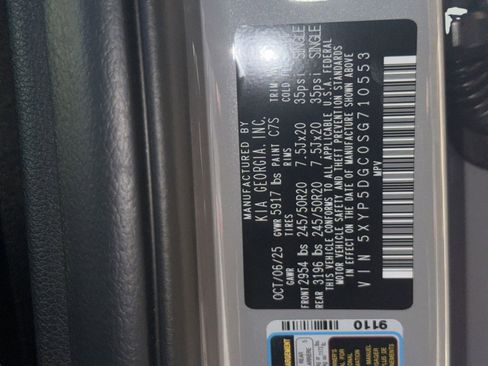 MANUFACTURED BY
KIA GEORGIA, INC.
OCT/06/25 GVWR 5917 lbs PAINT C7S TRIM
GAWR TIRES RIMS COLD
FRONT 2954 lbs 245/50R20 7.5Jx20 35psi SINGLE
REAR 3196 lbs 245/50R20 7.5Jx20 35psi SINGLE
THIS VEHICLE CONFORMS TO ALL APPLICABLE U.S.A. FEDERAL
MOTOR VEHICLE SAFETY AND THEFT PREVENTION STANDARDS
IN EFFECT ON THE DATE OF MANUFACTURE SHOWN ABOVE
VIN 5XYP5DGC0SG710553
MPV
9110
REAR